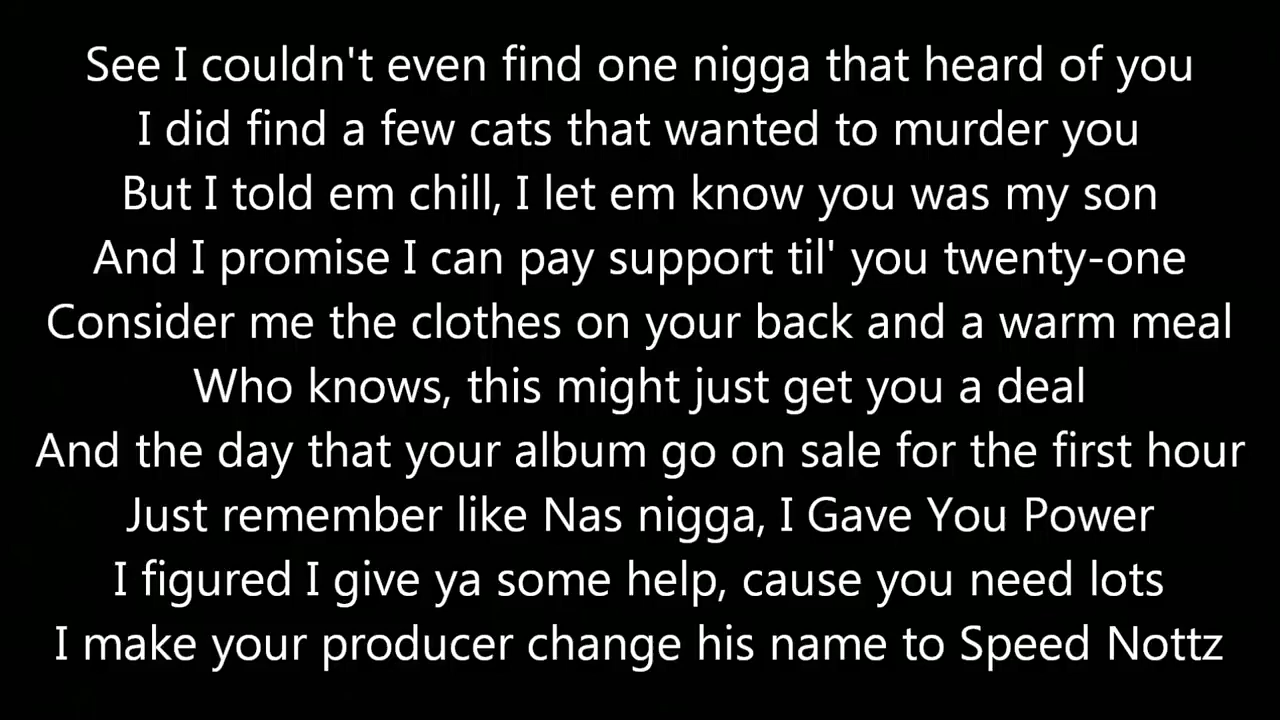 See I couldn't even find one nigga that heard of you
I did find a few cats that wanted to murder you
But I told em chill, I let em know you was my son
And I promise I can pay support til' you twenty-one
Consider me the clothes on your back and a warm meal
Who knows, this might just get you a deal
And the day that your album go on sale for the first hour
Just remember like Nas nigga, I Gave You Power
I figured I give ya some help, cause you need lots
I make your producer change his name to Speed Nottz